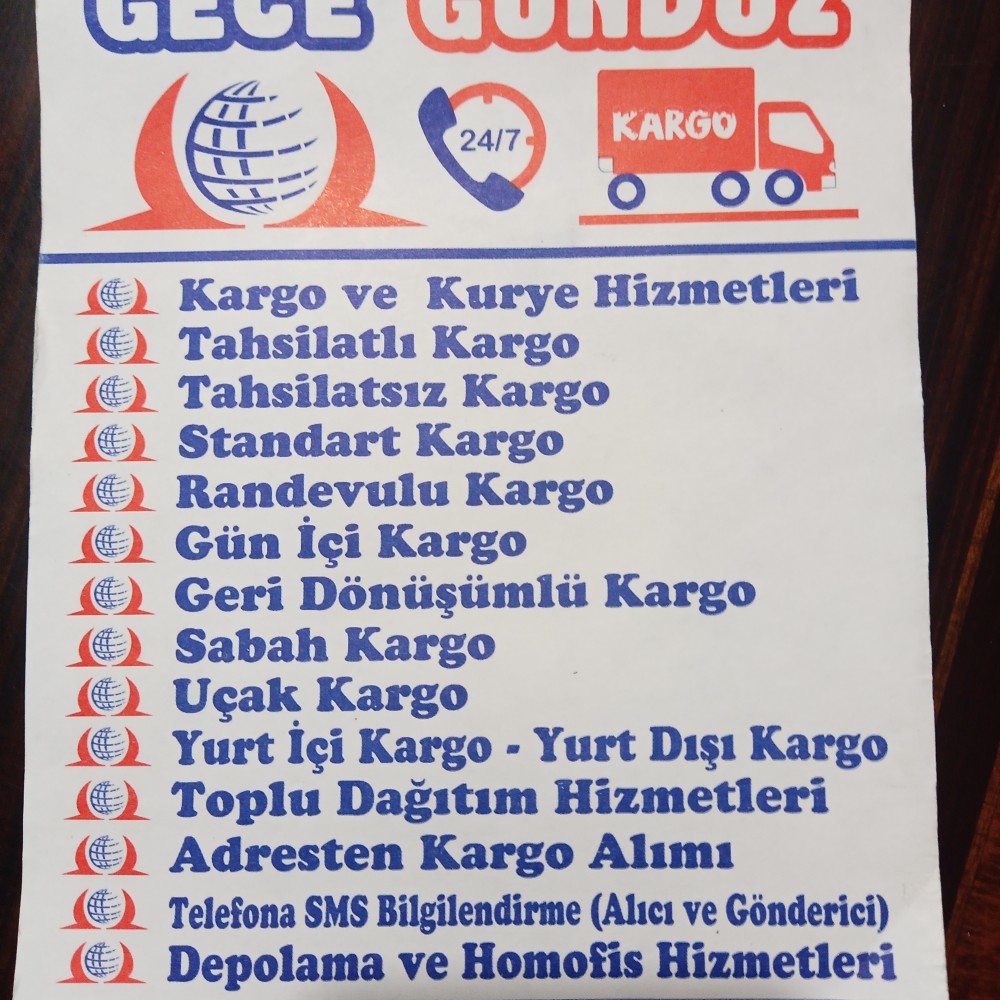 GECE GÜNDÜZ
24/7
KARGO
Kargo ve Kurye Hizmetleri
Tahsilatlı Kargo
Tahsilatsız Kargo
Standart Kargo
Randevulu Kargo
Gün İçi Kargo
Geri Dönüşümlü Kargo
Sabah Kargo
Uçak Kargo
Yurt İçi Kargo - Yurt Dışı Kargo
Toplu Dağıtım Hizmetleri
Adresten Kargo Alımı
Telefona SMS Bilgilendirme (Alıcı ve Gönderici)
Depolama ve Homofis Hizmetleri